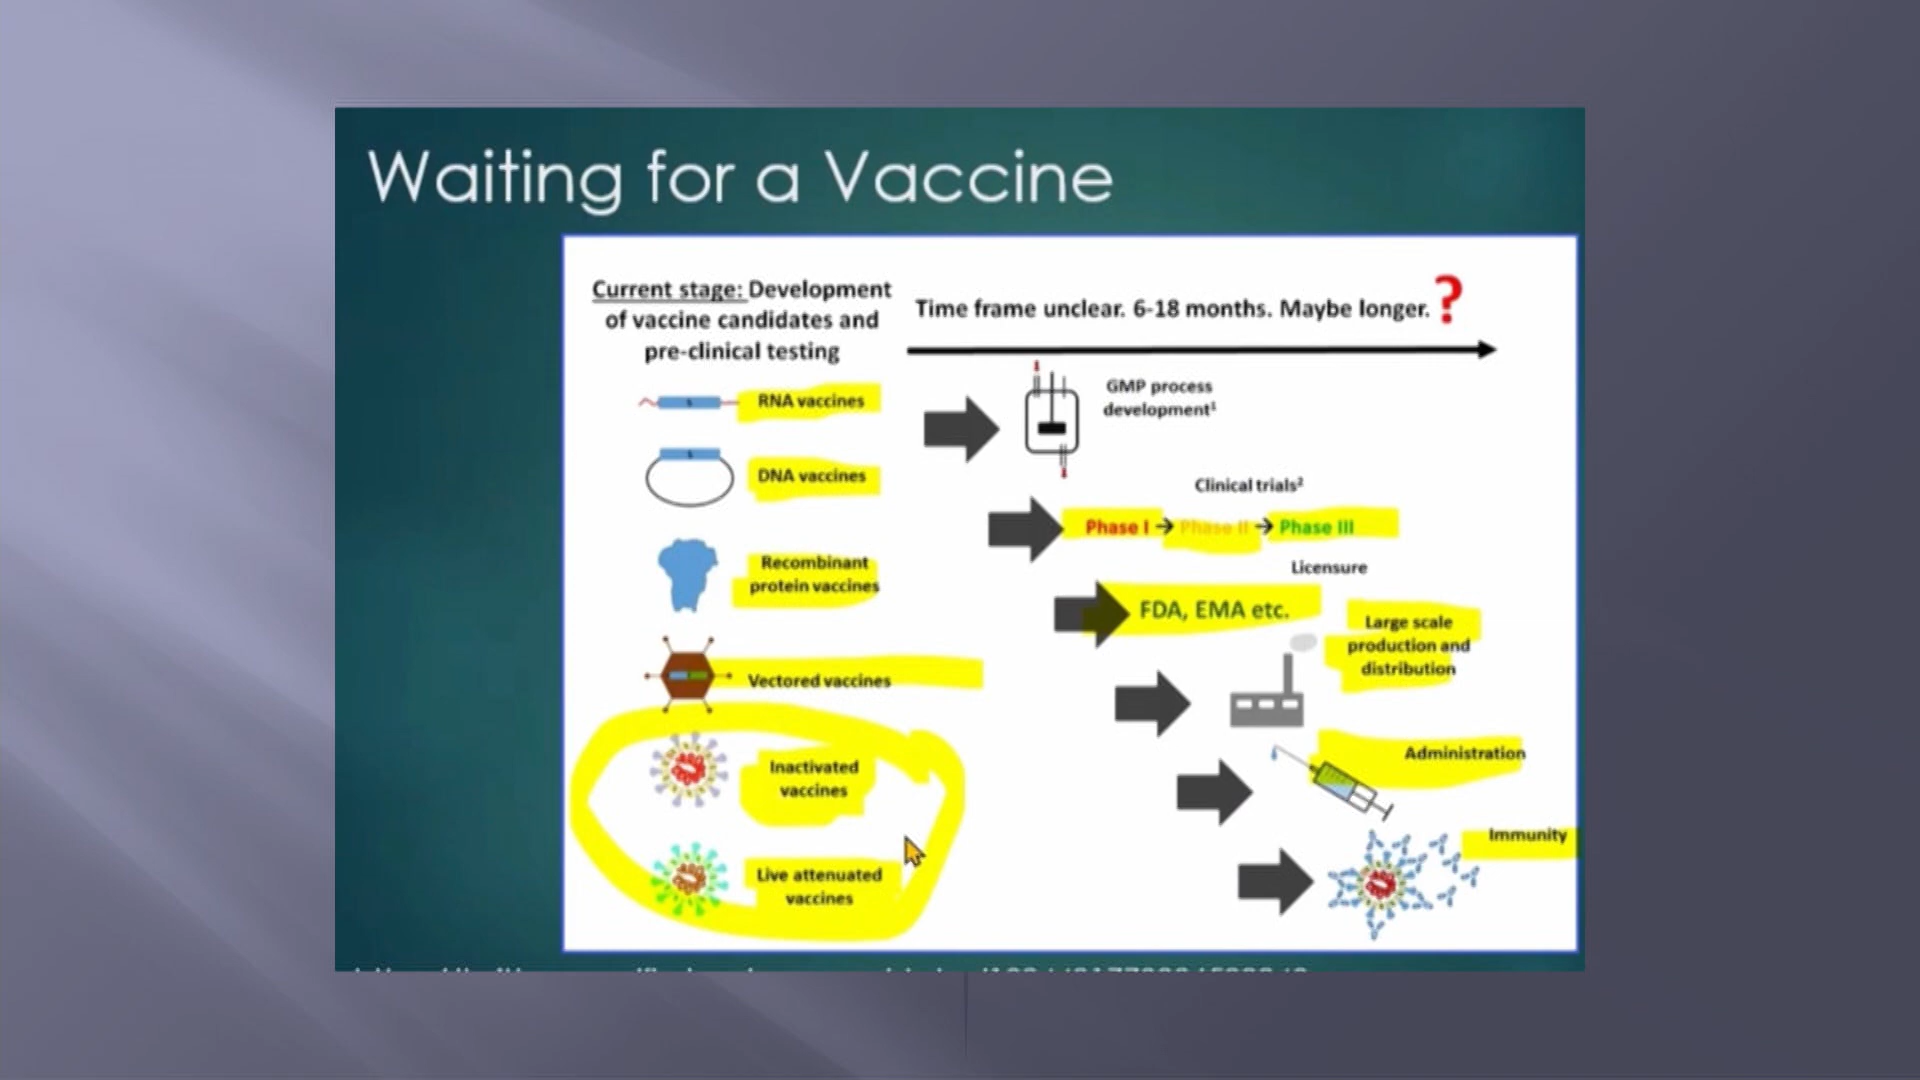 Waiting for a Vaccine
Current stage: Development
of vaccine candidates and
pre-clinical testing
Time frame unclear. 6-18 months. Maybe longer. ?
RNA vaccines
DNA vaccines
Recombinant
protein vaccines
Vectored vaccines
Inactivated
vaccines
Live attenuated
vaccines
GMP process
development¹
Clinical trials²
Phase I → Phase II → Phase III
Licensure
FDA, EMA etc.
Large scale
production and
distribution
Administration
Immunity